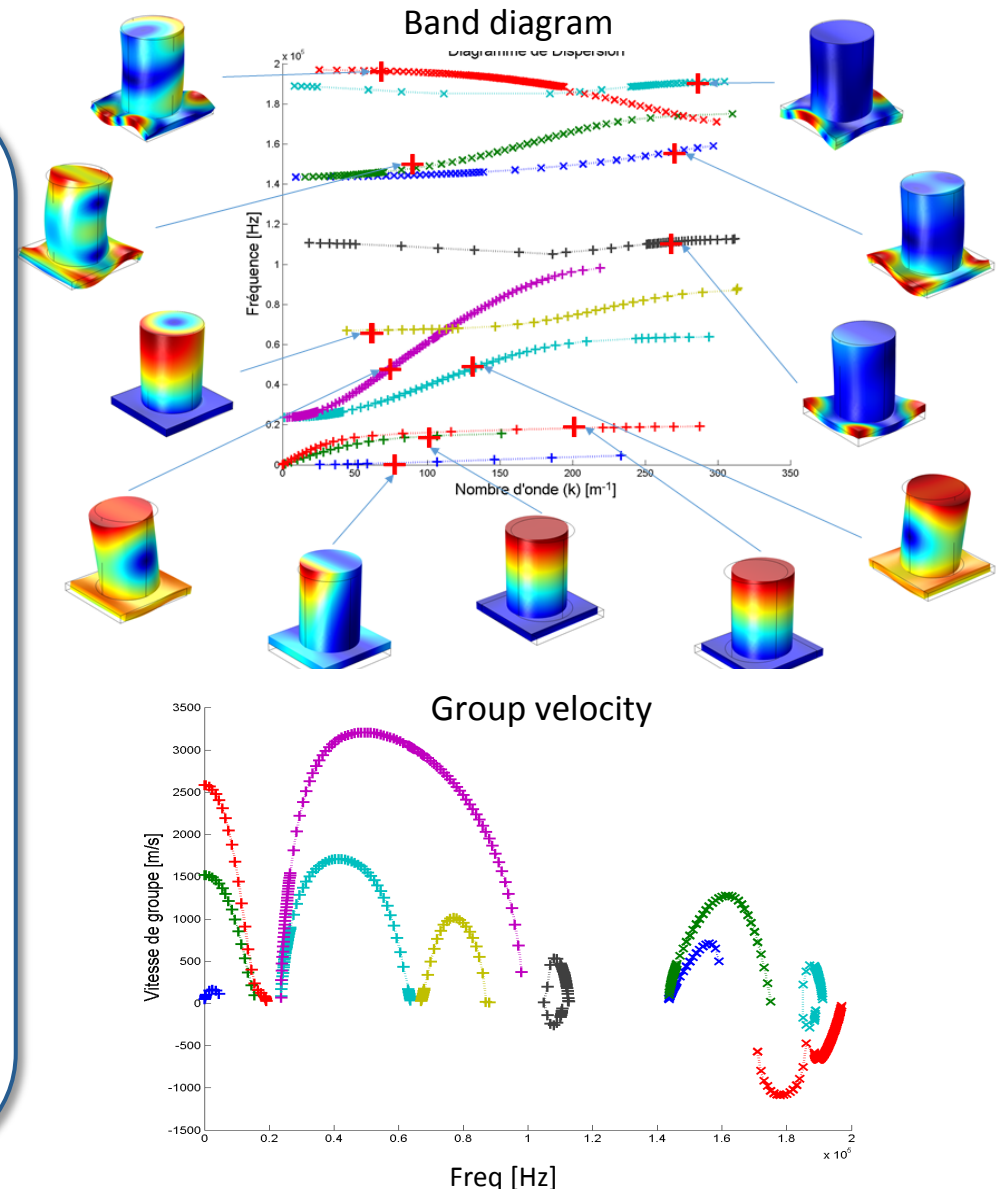 Band diagram
Diagramme de Dispersion
x 10⁵
2
1.8
1.6
1.4
1.2
1
0.8
0.6
0.4
0.2
0
Fréquence [Hz]
0 50 100 150 200 250 300 350
Nombre d'onde (k) [m⁻¹]
Group velocity
3500
3000
2500
2000
1500
1000
500
0
-500
-1000
-1500
Vitesse de groupe [m/s]
0 0.2 0.4 0.6 0.8 1 1.2 1.4 1.6 1.8 2
x 10⁵
Freq [Hz]